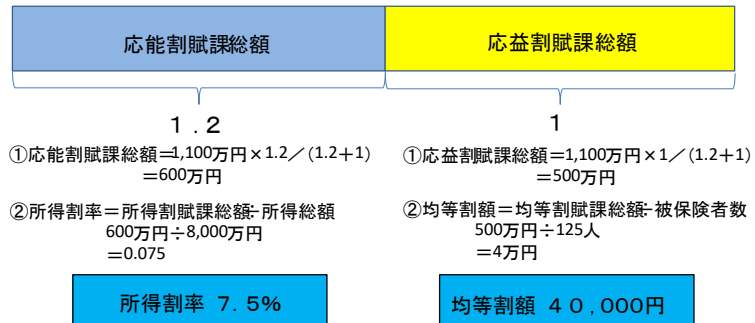 応能割賦課総額
応益割賦課総額
1.2
1
①応能割賦課総額=1,100万円×1.2/(1.2+1)
=600万円
①応益割賦課総額=1,100万円×1/(1.2+1)
=500万円
②所得割率=所得割賦課総額÷所得総額
600万円÷8,000万円
=0.075
②均等割額=均等割賦課総額÷被保険者数
500万円÷125人
=4万円
所得割率 7.5%
均等割額 40,000円